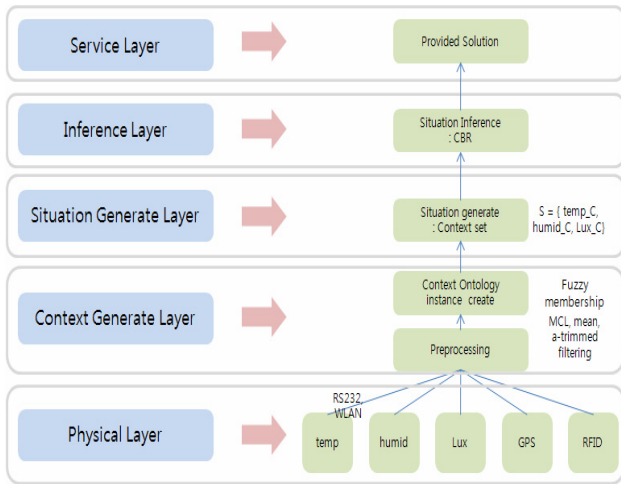 Service Layer
Provided Solution
Inference Layer
Situation Inference
: CBR
Situation Generate Layer
Situation generate
: Context set
S = { temp_C,
humid_C, Lux_C}
Context Generate Layer
Context Ontology
instance create
Preprocessing
Fuzzy
membership
MCL, mean,
a-trimmed
filtering
Physical Layer
RS232,
WLAN
temp
humid
Lux
GPS
RFID